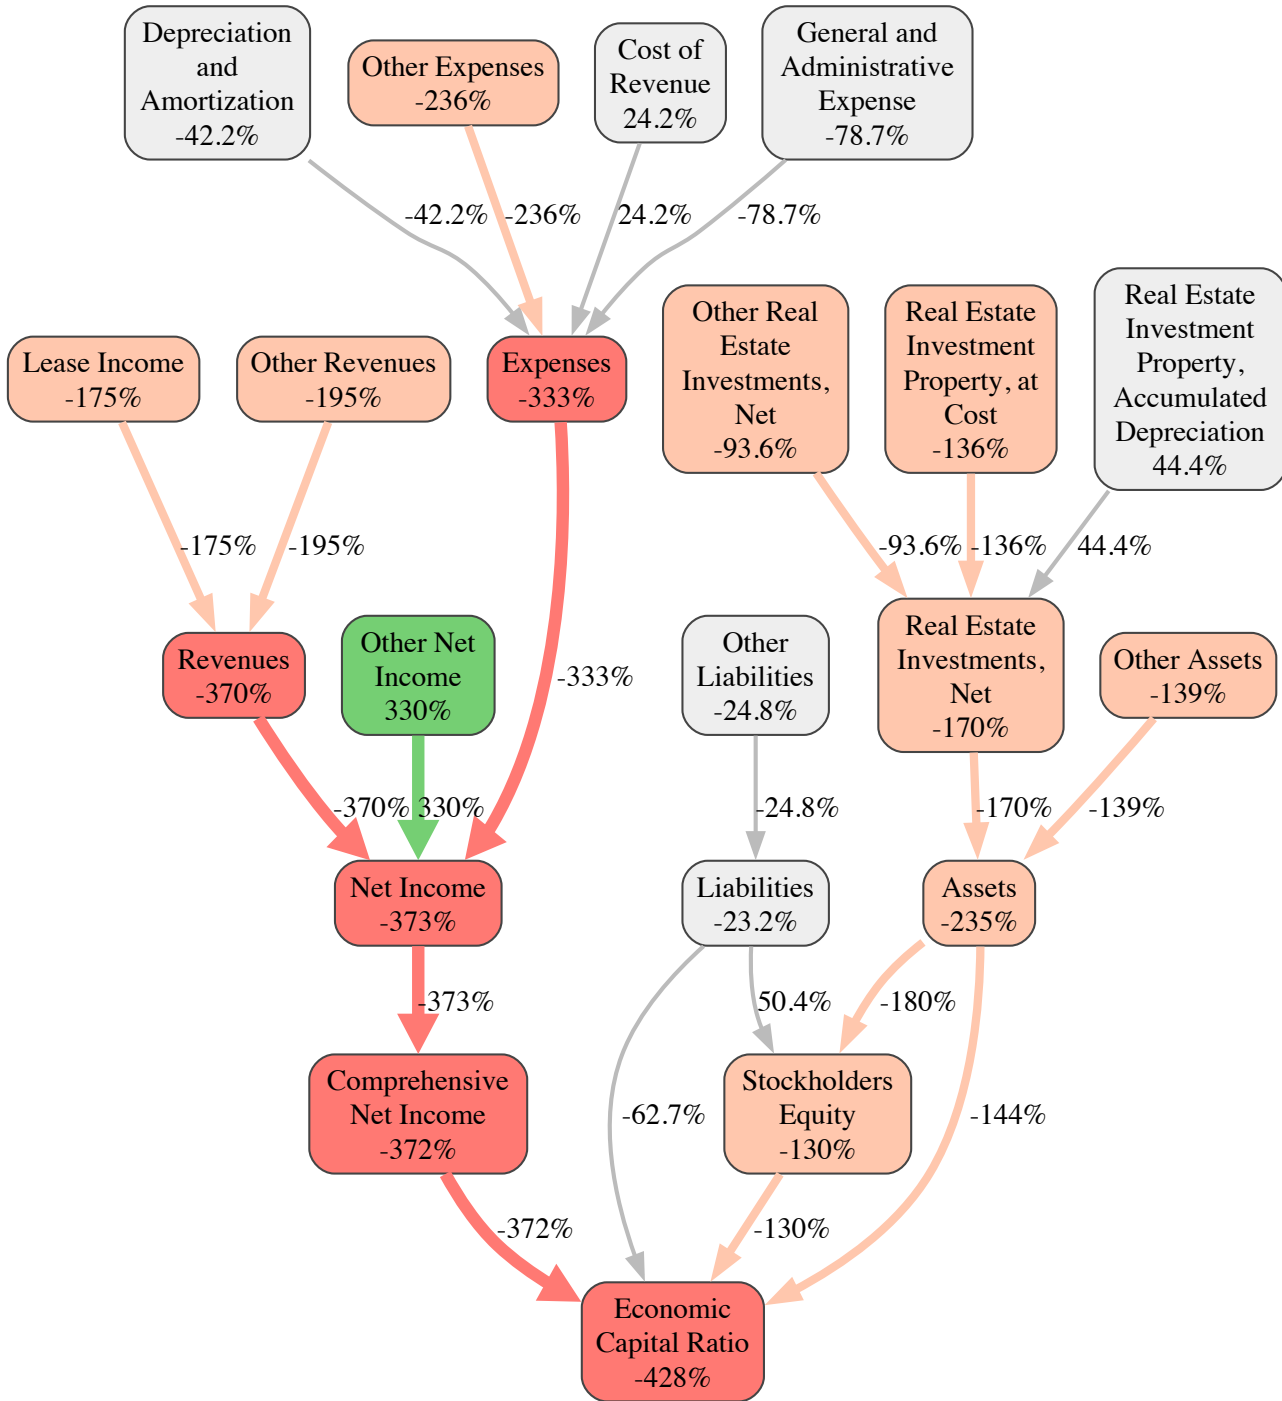 Depreciation
and
Amortization
-42.2%
Other Expenses
-236%
Cost of
Revenue
24.2%
General and
Administrative
Expense
-78.7%
-42.2%
-236%
24.2%
-78.7%
Lease Income
-175%
Other Revenues
-195%
Expenses
-333%
Other Real
Estate
Investments,
Net
-93.6%
Real Estate
Investment
Property, at
Cost
-136%
Real Estate
Investment
Property,
Accumulated
Depreciation
44.4%
-175%
-195%
-93.6%
-136%
44.4%
Revenues
-370%
Other Net
Income
330%
-333%
Other
Liabilities
-24.8%
Real Estate
Investments,
Net
-170%
Other Assets
-139%
-370%
330%
-24.8%
-170%
-139%
Net Income
-373%
Liabilities
-23.2%
Assets
-235%
-373%
50.4%
-180%
Comprehensive
Net Income
-372%
-62.7%
Stockholders
Equity
-130%
-144%
-372%
-130%
Economic
Capital Ratio
-428%